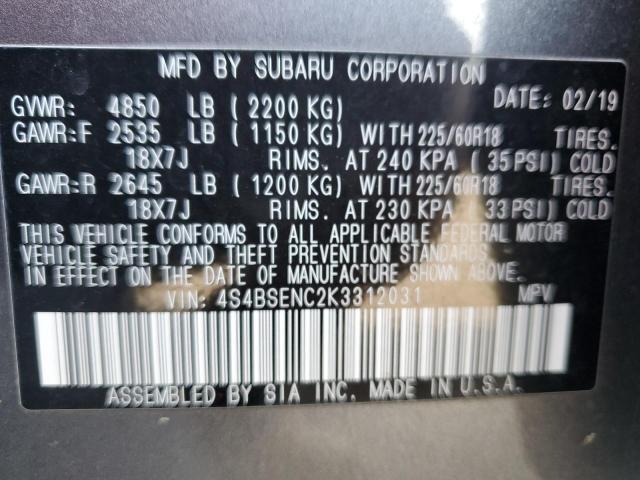 MFD BY SUBARU CORPORATION
DATE: 02/19
GVWR: 4850 LB ( 2200 KG)
GAWR:F 2535 LB ( 1150 KG) WITH 225/60R18 TIRES.
18X7J RIMS. AT 240 KPA ( 35 PSI) COLD
GAWR:R 2645 LB ( 1200 KG) WITH 225/60R18 TIRES.
18X7J RIMS. AT 230 KPA ( 33 PSI) COLD
THIS VEHICLE CONFORMS TO ALL APPLICABLE FEDERAL MOTOR
VEHICLE SAFETY AND THEFT PREVENTION STANDARDS
IN EFFECT ON THE DATE OF MANUFACTURE SHOWN ABOVE.
VIN: 4S4BSENC2K3312031 MPV
ASSEMBLED BY SIA INC. MADE IN U.S.A.